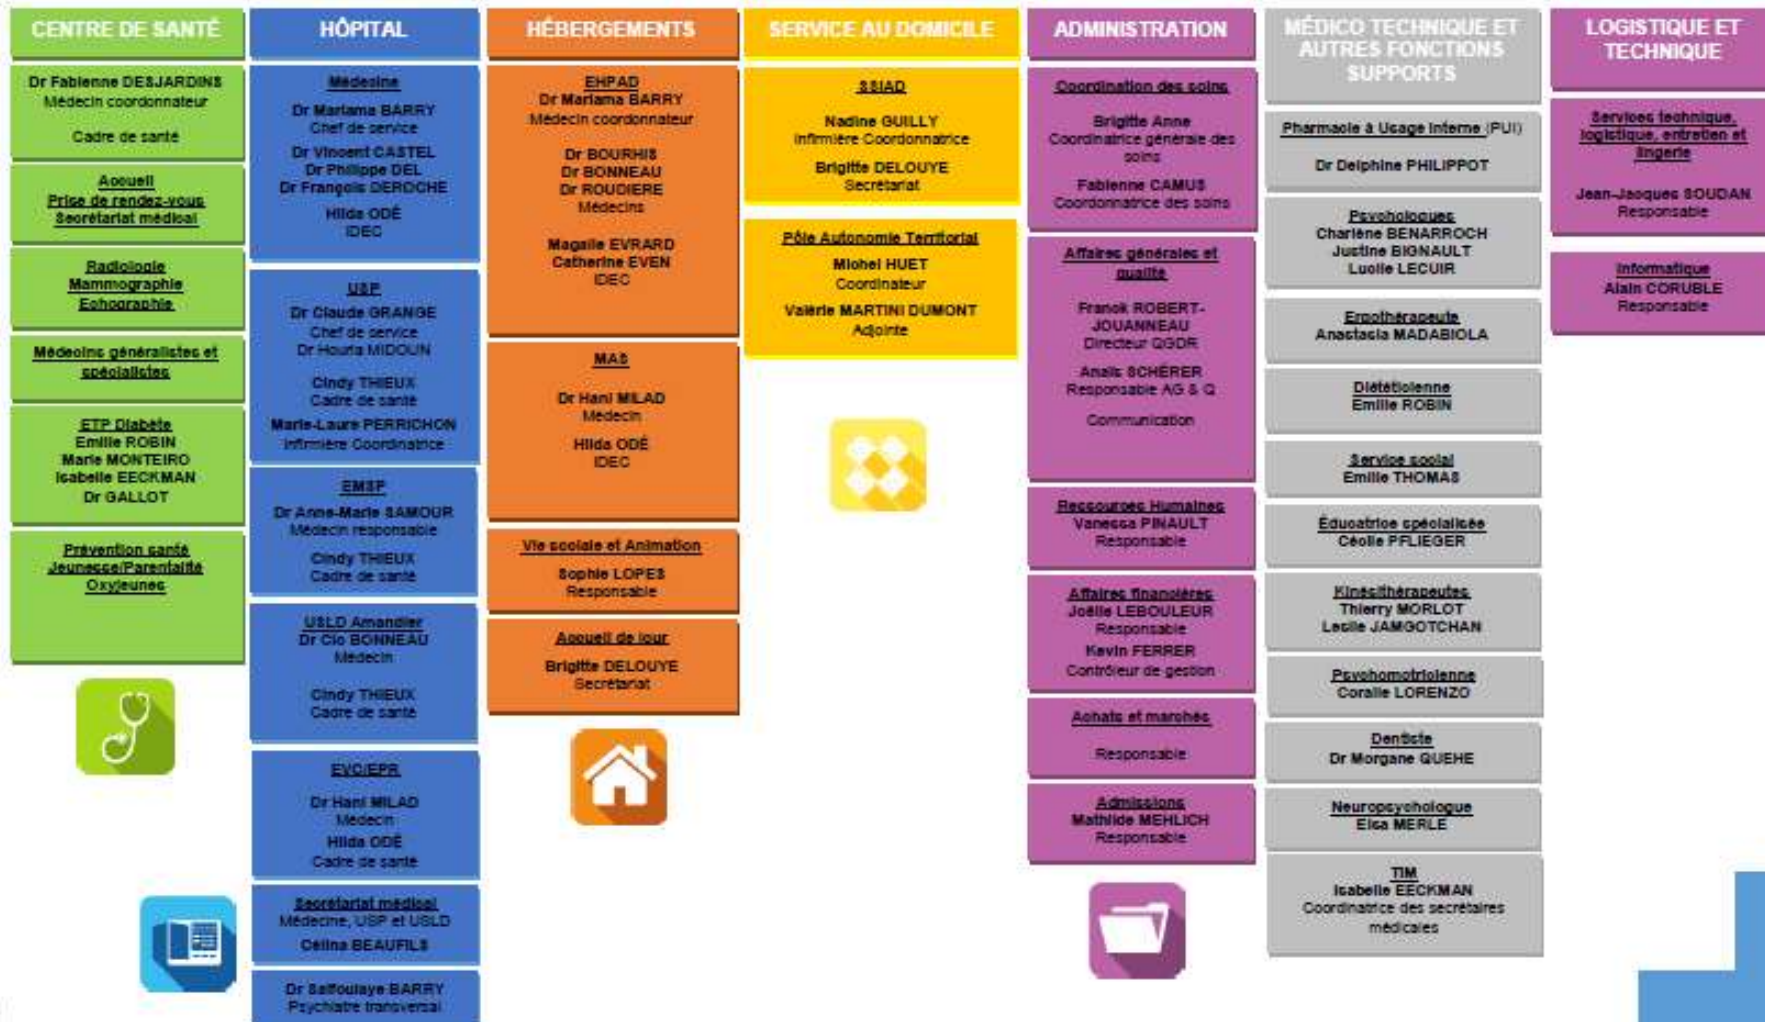 CENTRE DE SANTÉ
Dr Fabienne DESJARDINS
Médecin coordonnateur
Cadre de santé
Accueil
Prise de rendez-vous
Secrétariat médical
Radiologie
Mammographie
Echographie
Médecins généralistes et
spécialistes
ETP Diabète
Emilie ROBIN
Marie MONTEIRO
Isabelle EECKMAN
Dr GALLOT
Prévention santé
Jeunesse/Parentalité
Oxyjeunes
HÔPITAL
Médecine
Dr Mariama BARRY
Chef de service
Dr Vincent CASTEL
Dr Philippe DEL
Dr François DEROCHE
Hilda ODÉ
IDEC
USP
Dr Claude GRANGE
Chef de service
Dr Houria MIDOUN
Cindy THIEUX
Cadre de santé
Marie-Laure PERRICHON
Infirmière Coordinatrice
EMSP
Dr Anne-Marie SAMOUR
Médecin responsable
Cindy THIEUX
Cadre de santé
USLD Amandier
Dr Clo BONNEAU
Médecin
Cindy THIEUX
Cadre de santé
EVC/EPR
Dr Hani MILAD
Médecin
Hilda ODÉ
Cadre de santé
Secrétariat médical
Médecine, USP et USLD
Célina BEAUFILS
Dr Saïfoulaye BARRY
Psychiatre transversal
HÉBERGEMENTS
EHPAD
Dr Mariama BARRY
Médecin coordonnateur
Dr BOURHIS
Dr BONNEAU
Dr ROUDIERE
Médecins
Magalie EVRARD
Catherine EVEN
IDEC
MAS
Dr Hani MILAD
Médecin
Hilda ODÉ
IDEC
Vie sociale et Animation
Sophie LOPES
Responsable
Accueil de jour
Brigitte DELOUYE
Secrétariat
SERVICE AU DOMICILE
SSIAD
Nadine GUILLY
Infirmière Coordonnatrice
Brigitte DELOUYE
Secrétariat
Pôle Autonomie Territorial
Michel HUET
Coordinateur
Valérie MARTINI DUMONT
Adjointe
ADMINISTRATION
Coordination des soins
Brigitte Anne
Coordinatrice générale des
soins
Fabienne CAMUS
Coordonnatrice des soins
Affaires générales et
qualité
Franck ROBERT-
JOUANNEAU
Directeur QGDR
Anaïs SCHÉRER
Responsable AG & Q
Communication
Ressources Humaines
Vanessa PINAULT
Responsable
Affaires financières
Joëlle LEBOULEUR
Responsable
Kevin FERRER
Contrôleur de gestion
Achats et marchés
Responsable
Admissions
Mathilde MEHLICH
Responsable
MÉDICO TECHNIQUE ET
AUTRES FONCTIONS
SUPPORTS
Pharmacie à Usage Interne (PUI)
Dr Delphine PHILIPPOT
Psychologues
Charlène BENARROCH
Justine BIGNAULT
Lucile LECUIR
Ergothérapeute
Anastasia MADABIOLA
Diététicienne
Emilie ROBIN
Service social
Emilie THOMAS
Éducatrice spécialisée
Cécile PFLIEGER
Kinésithérapeutes
Thierry MORLOT
Leslie JAMGOTCHAN
Psychomotricienne
Coralie LORENZO
Dentiste
Dr Morgane QUEHE
Neuropsychologue
Elsa MERLE
TIM
Isabelle EECKMAN
Coordinatrice des secrétaires
médicales
LOGISTIQUE ET
TECHNIQUE
Services technique,
logistique, entretien et
lingerie
Jean-Jacques SOUDAN
Responsable
Informatique
Alain CORUBLE
Responsable